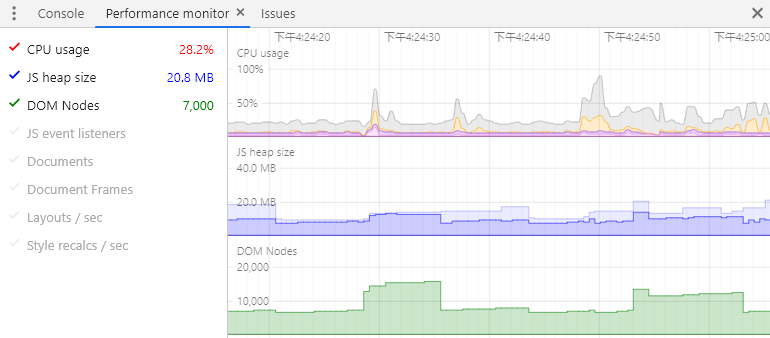 Console
Performance monitor
Issues
CPU usage 28.2%
JS heap size 20.8 MB
DOM Nodes 7,000
JS event listeners
Documents
Document Frames
Layouts / sec
Style recalcs / sec
下午4:24:20 下午4:24:30 下午4:24:40 下午4:24:50 下午4:25:00
CPU usage
100%
50%
JS heap size
40.0 MB
20.0 MB
DOM Nodes
20,000
10,000